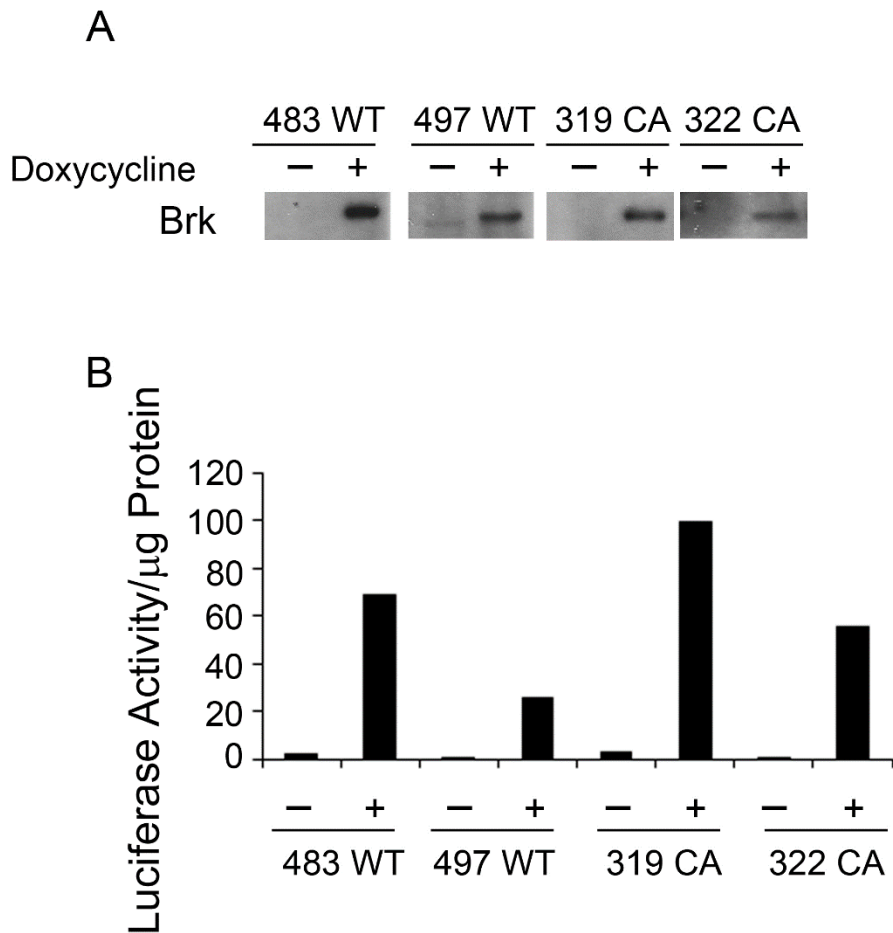 A
483 WT 497 WT 319 CA 322 CA
Doxycycline − + − + − + − +
Brk
B
Luciferase Activity/µg Protein
120
100
80
60
40
20
0
− + − + − + − +
483 WT 497 WT 319 CA 322 CA